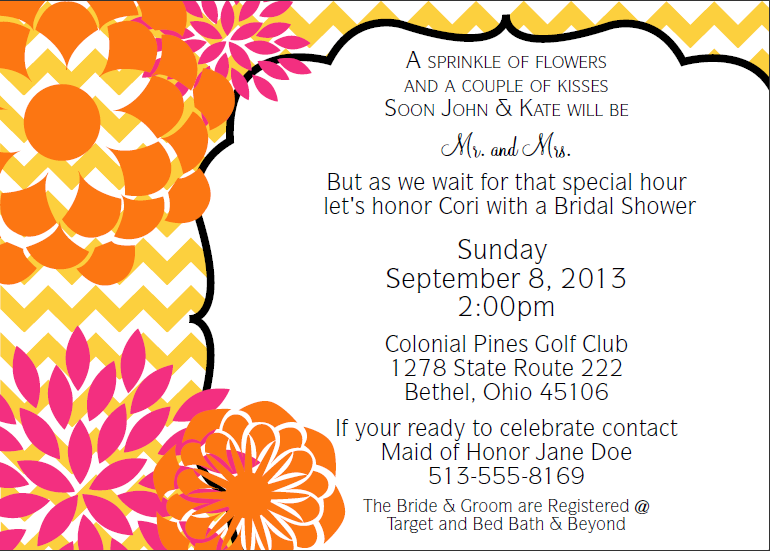 A sprinkle of flowers
and a couple of kisses
Soon John & Kate will be
Mr. and Mrs.
But as we wait for that special hour
let's honor Cori with a Bridal Shower
Sunday
September 8, 2013
2:00pm
Colonial Pines Golf Club
1278 State Route 222
Bethel, Ohio 45106
If your ready to celebrate contact
Maid of Honor Jane Doe
513-555-8169
The Bride & Groom are Registered @
Target and Bed Bath & Beyond